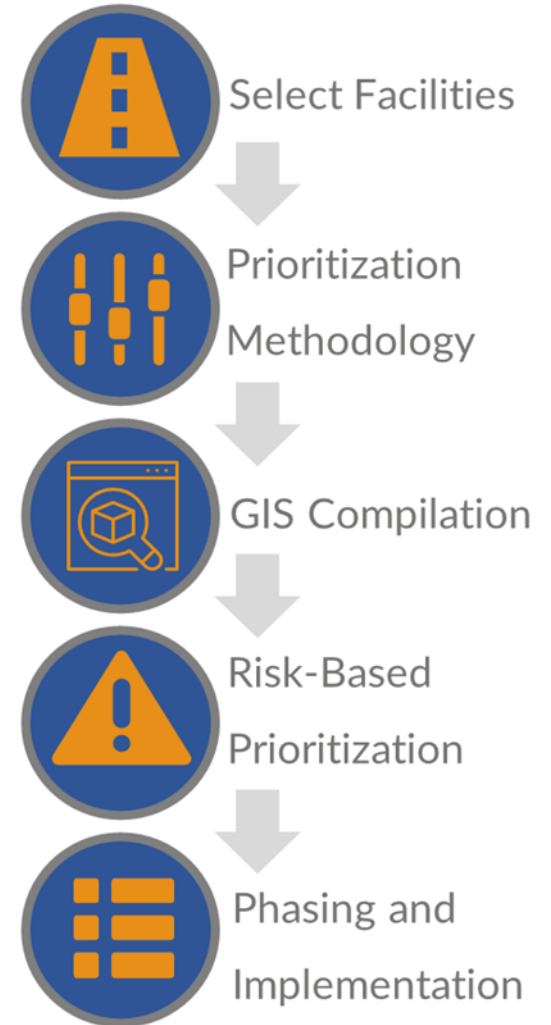 Select Facilities
Prioritization
Methodology
GIS Compilation
Risk-Based
Prioritization
Phasing and
Implementation